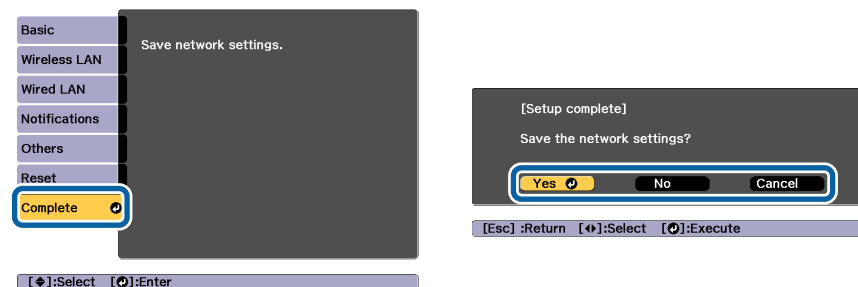 Basic
Wireless LAN
Wired LAN
Notifications
Others
Reset
Complete
Save network settings.
[◆]:Select [↵]:Enter
[Setup complete]
Save the network settings?
Yes No Cancel
[Esc] :Return [◀▶]:Select [↵]:Execute